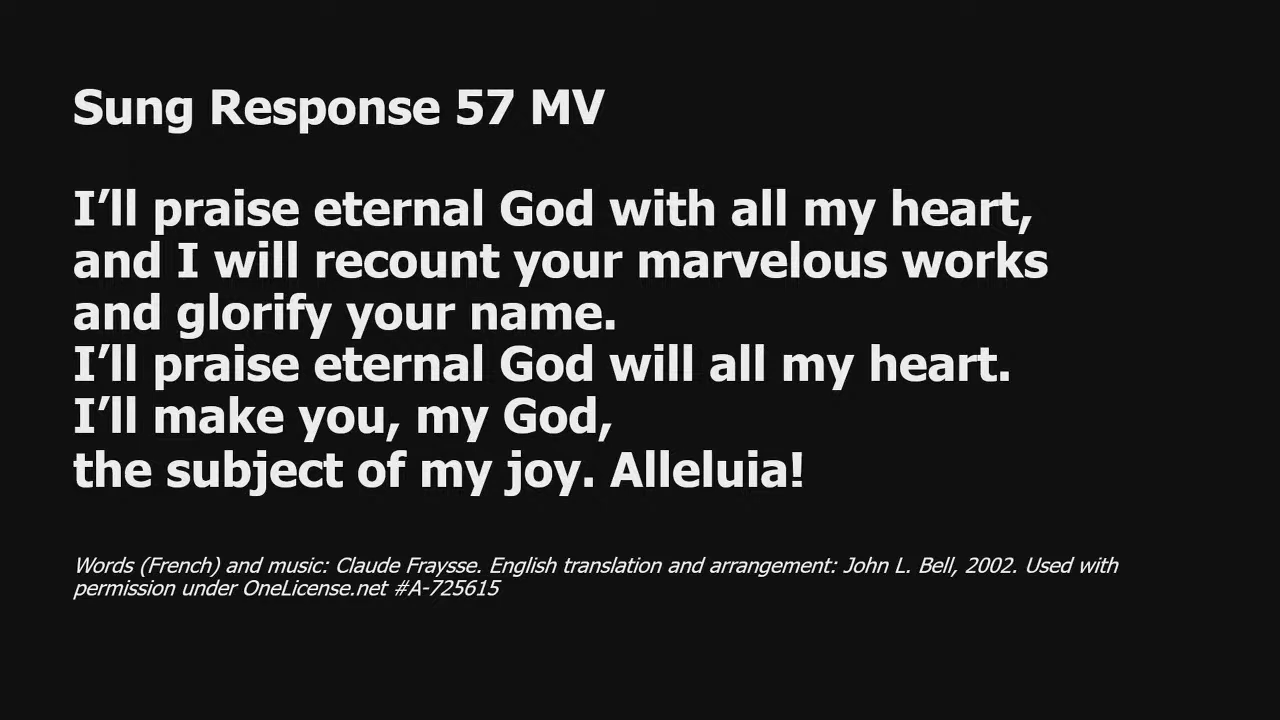 Sung Response 57 MV
I’ll praise eternal God with all my heart,
and I will recount your marvelous works
and glorify your name.
I’ll praise eternal God will all my heart.
I’ll make you, my God,
the subject of my joy. Alleluia!
Words (French) and music: Claude Fraysse. English translation and arrangement: John L. Bell, 2002. Used with
permission under OneLicense.net #A-725615